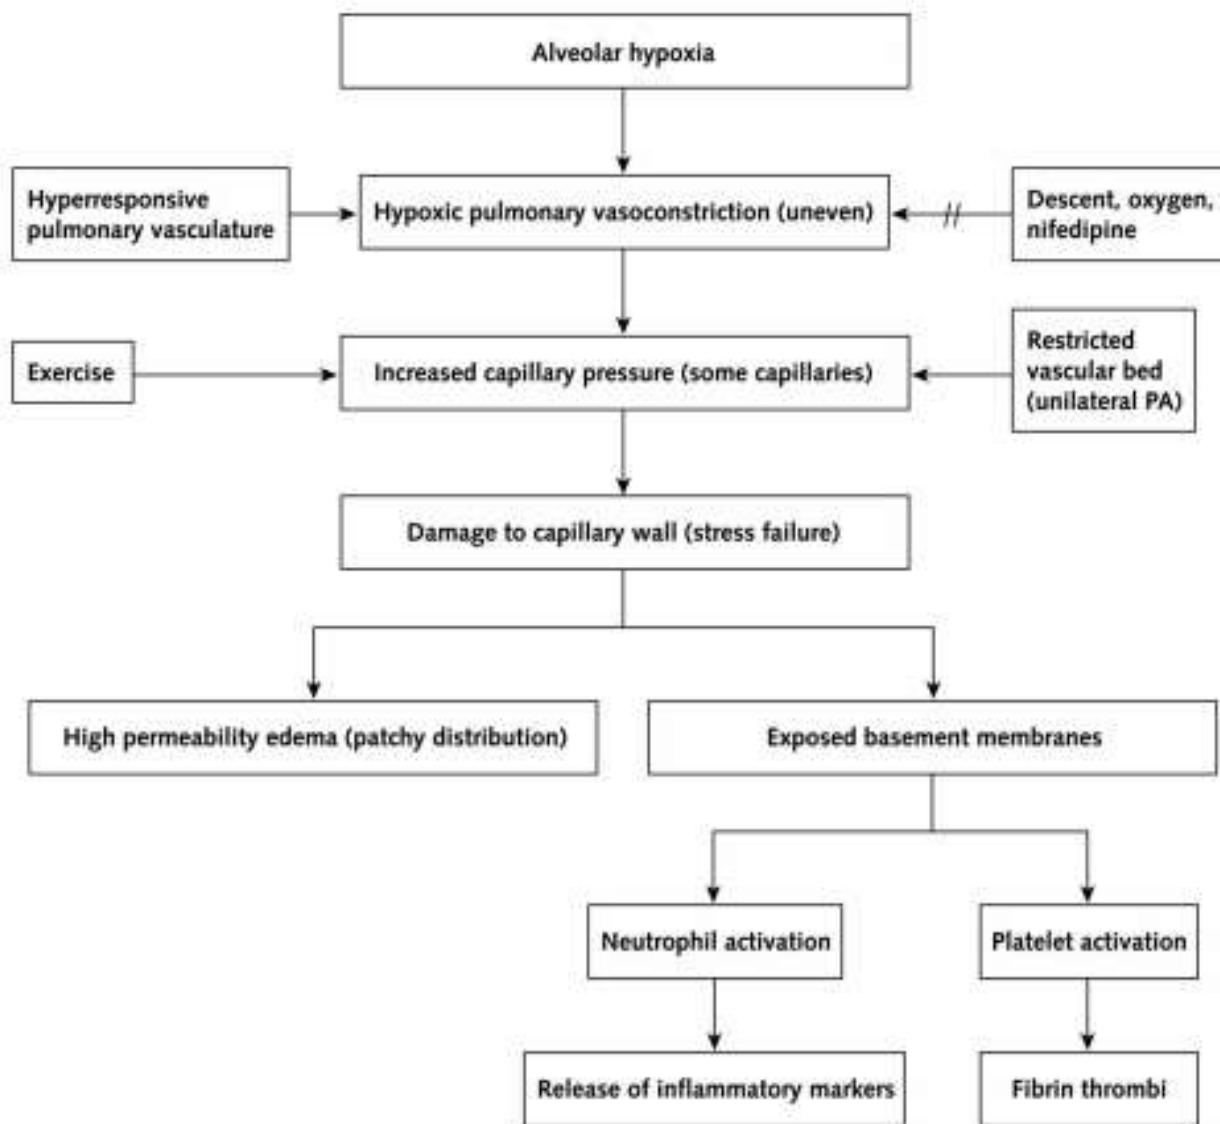 Alveolar hypoxia
Hyperresponsive
pulmonary vasculature
Hypoxic pulmonary vasoconstriction (uneven)
//
Descent, oxygen,
nifedipine
Exercise
Increased capillary pressure (some capillaries)
Restricted
vascular bed
(unilateral PA)
Damage to capillary wall (stress failure)
High permeability edema (patchy distribution)
Exposed basement membranes
Neutrophil activation
Platelet activation
Release of inflammatory markers
Fibrin thrombi